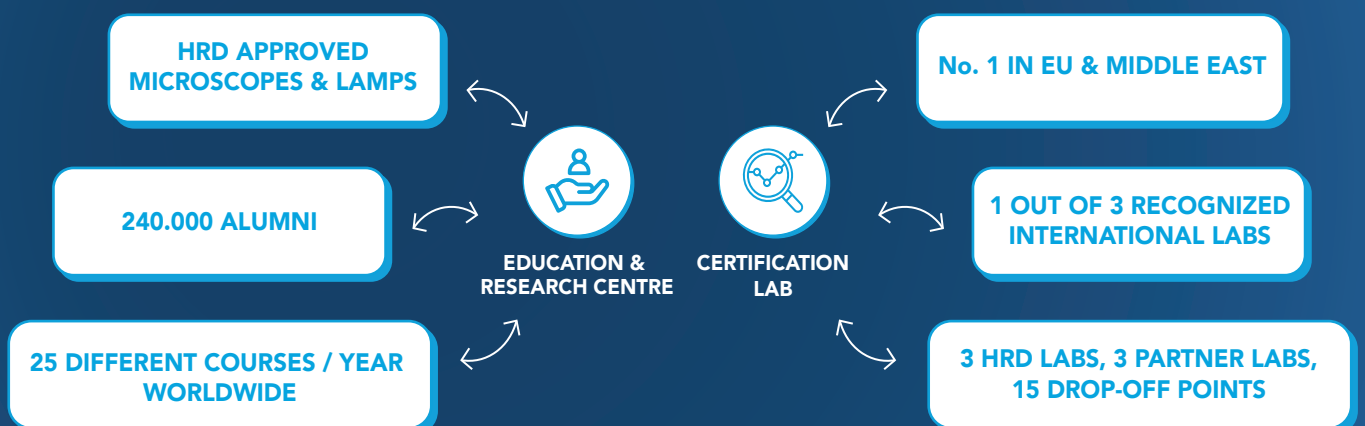 HRD APPROVED
MICROSCOPES & LAMPS
240.000 ALUMNI
25 DIFFERENT COURSES / YEAR
WORLDWIDE
EDUCATION &
RESEARCH CENTRE
CERTIFICATION
LAB
No. 1 IN EU & MIDDLE EAST
1 OUT OF 3 RECOGNIZED
INTERNATIONAL LABS
3 HRD LABS, 3 PARTNER LABS,
15 DROP-OFF POINTS